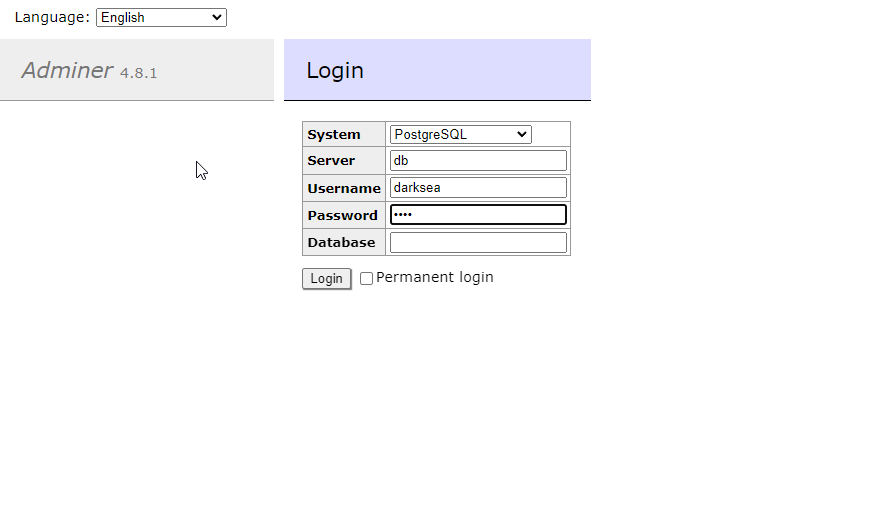 Language: English
Adminer 4.8.1
Login
System PostgreSQL
Server db
Username darksea
Password ••••
Database
Login Permanent login